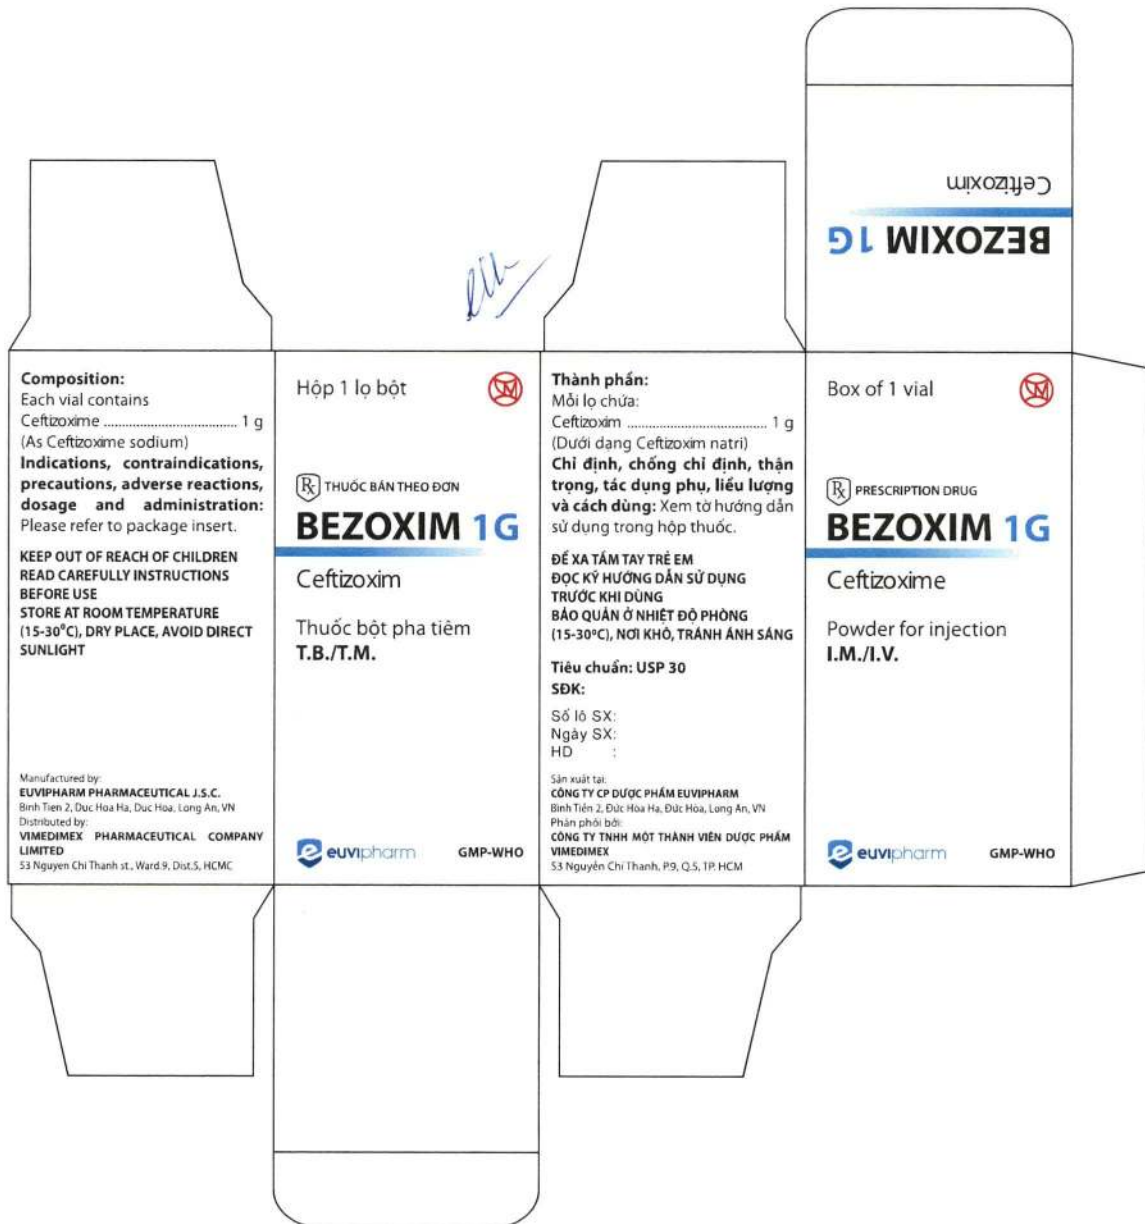 Ceftizoxim
BEZOXIM 1G
Composition:
Each vial contains
Ceftizoxime ..................................... 1 g
(As Ceftizoxime sodium)
Indications, contraindications,
precautions, adverse reactions,
dosage and administration:
Please refer to package insert.
KEEP OUT OF REACH OF CHILDREN
READ CAREFULLY INSTRUCTIONS
BEFORE USE
STORE AT ROOM TEMPERATURE
(15-30°C), DRY PLACE, AVOID DIRECT
SUNLIGHT
Manufactured by:
EUVIPHARM PHARMACEUTICAL J.S.C.
Binh Tien 2, Duc Hoa Ha, Duc Hoa, Long An, VN
Distributed by:
VIMEDIMEX PHARMACEUTICAL COMPANY
LIMITED
53 Nguyen Chi Thanh st., Ward.9, Dist.5, HCMC
Hộp 1 lọ bột
Rx THUỐC BÁN THEO ĐƠN
BEZOXIM 1G
Ceftizoxim
Thuốc bột pha tiêm
T.B./T.M.
euvipharm GMP-WHO
Thành phần:
Mỗi lọ chứa:
Ceftizoxim ...................................... 1 g
(Dưới dạng Ceftizoxim natri)
Chỉ định, chống chỉ định, thận
trọng, tác dụng phụ, liều lượng
và cách dùng: Xem tờ hướng dẫn
sử dụng trong hộp thuốc.
ĐỂ XA TẦM TAY TRẺ EM
ĐỌC KỸ HƯỚNG DẪN SỬ DỤNG
TRƯỚC KHI DÙNG
BẢO QUẢN Ở NHIỆT ĐỘ PHÒNG
(15-30ºC), NƠI KHÔ, TRÁNH ÁNH SÁNG
Tiêu chuẩn: USP 30
SĐK:
Số lô SX:
Ngày SX:
HD :
Sản xuất tại:
CÔNG TY CP DƯỢC PHẨM EUVIPHARM
Bình Tiền 2, Đức Hòa Hạ, Đức Hòa, Long An, VN
Phân phối bởi:
CÔNG TY TNHH MỘT THÀNH VIÊN DƯỢC PHẨM
VIMEDIMEX
53 Nguyễn Chí Thanh, P.9, Q.5, TP. HCM
Box of 1 vial
Rx PRESCRIPTION DRUG
BEZOXIM 1G
Ceftizoxime
Powder for injection
I.M./I.V.
euvipharm GMP-WHO